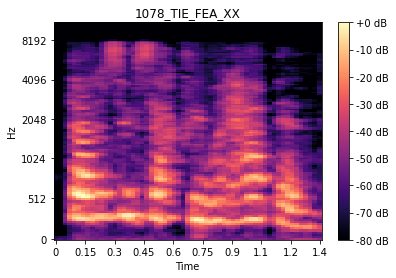 1078_TIE_FEA_XX
+0 dB
8192
-10 dB
4096
-20 dB
-30 dB
2048
Hz
-40 dB
1024
-50 dB
512
-60 dB
-70 dB
0
-80 dB
0 0.15 0.3 0.45 0.6 0.75 0.9 1.1 1.2 1.4
Time